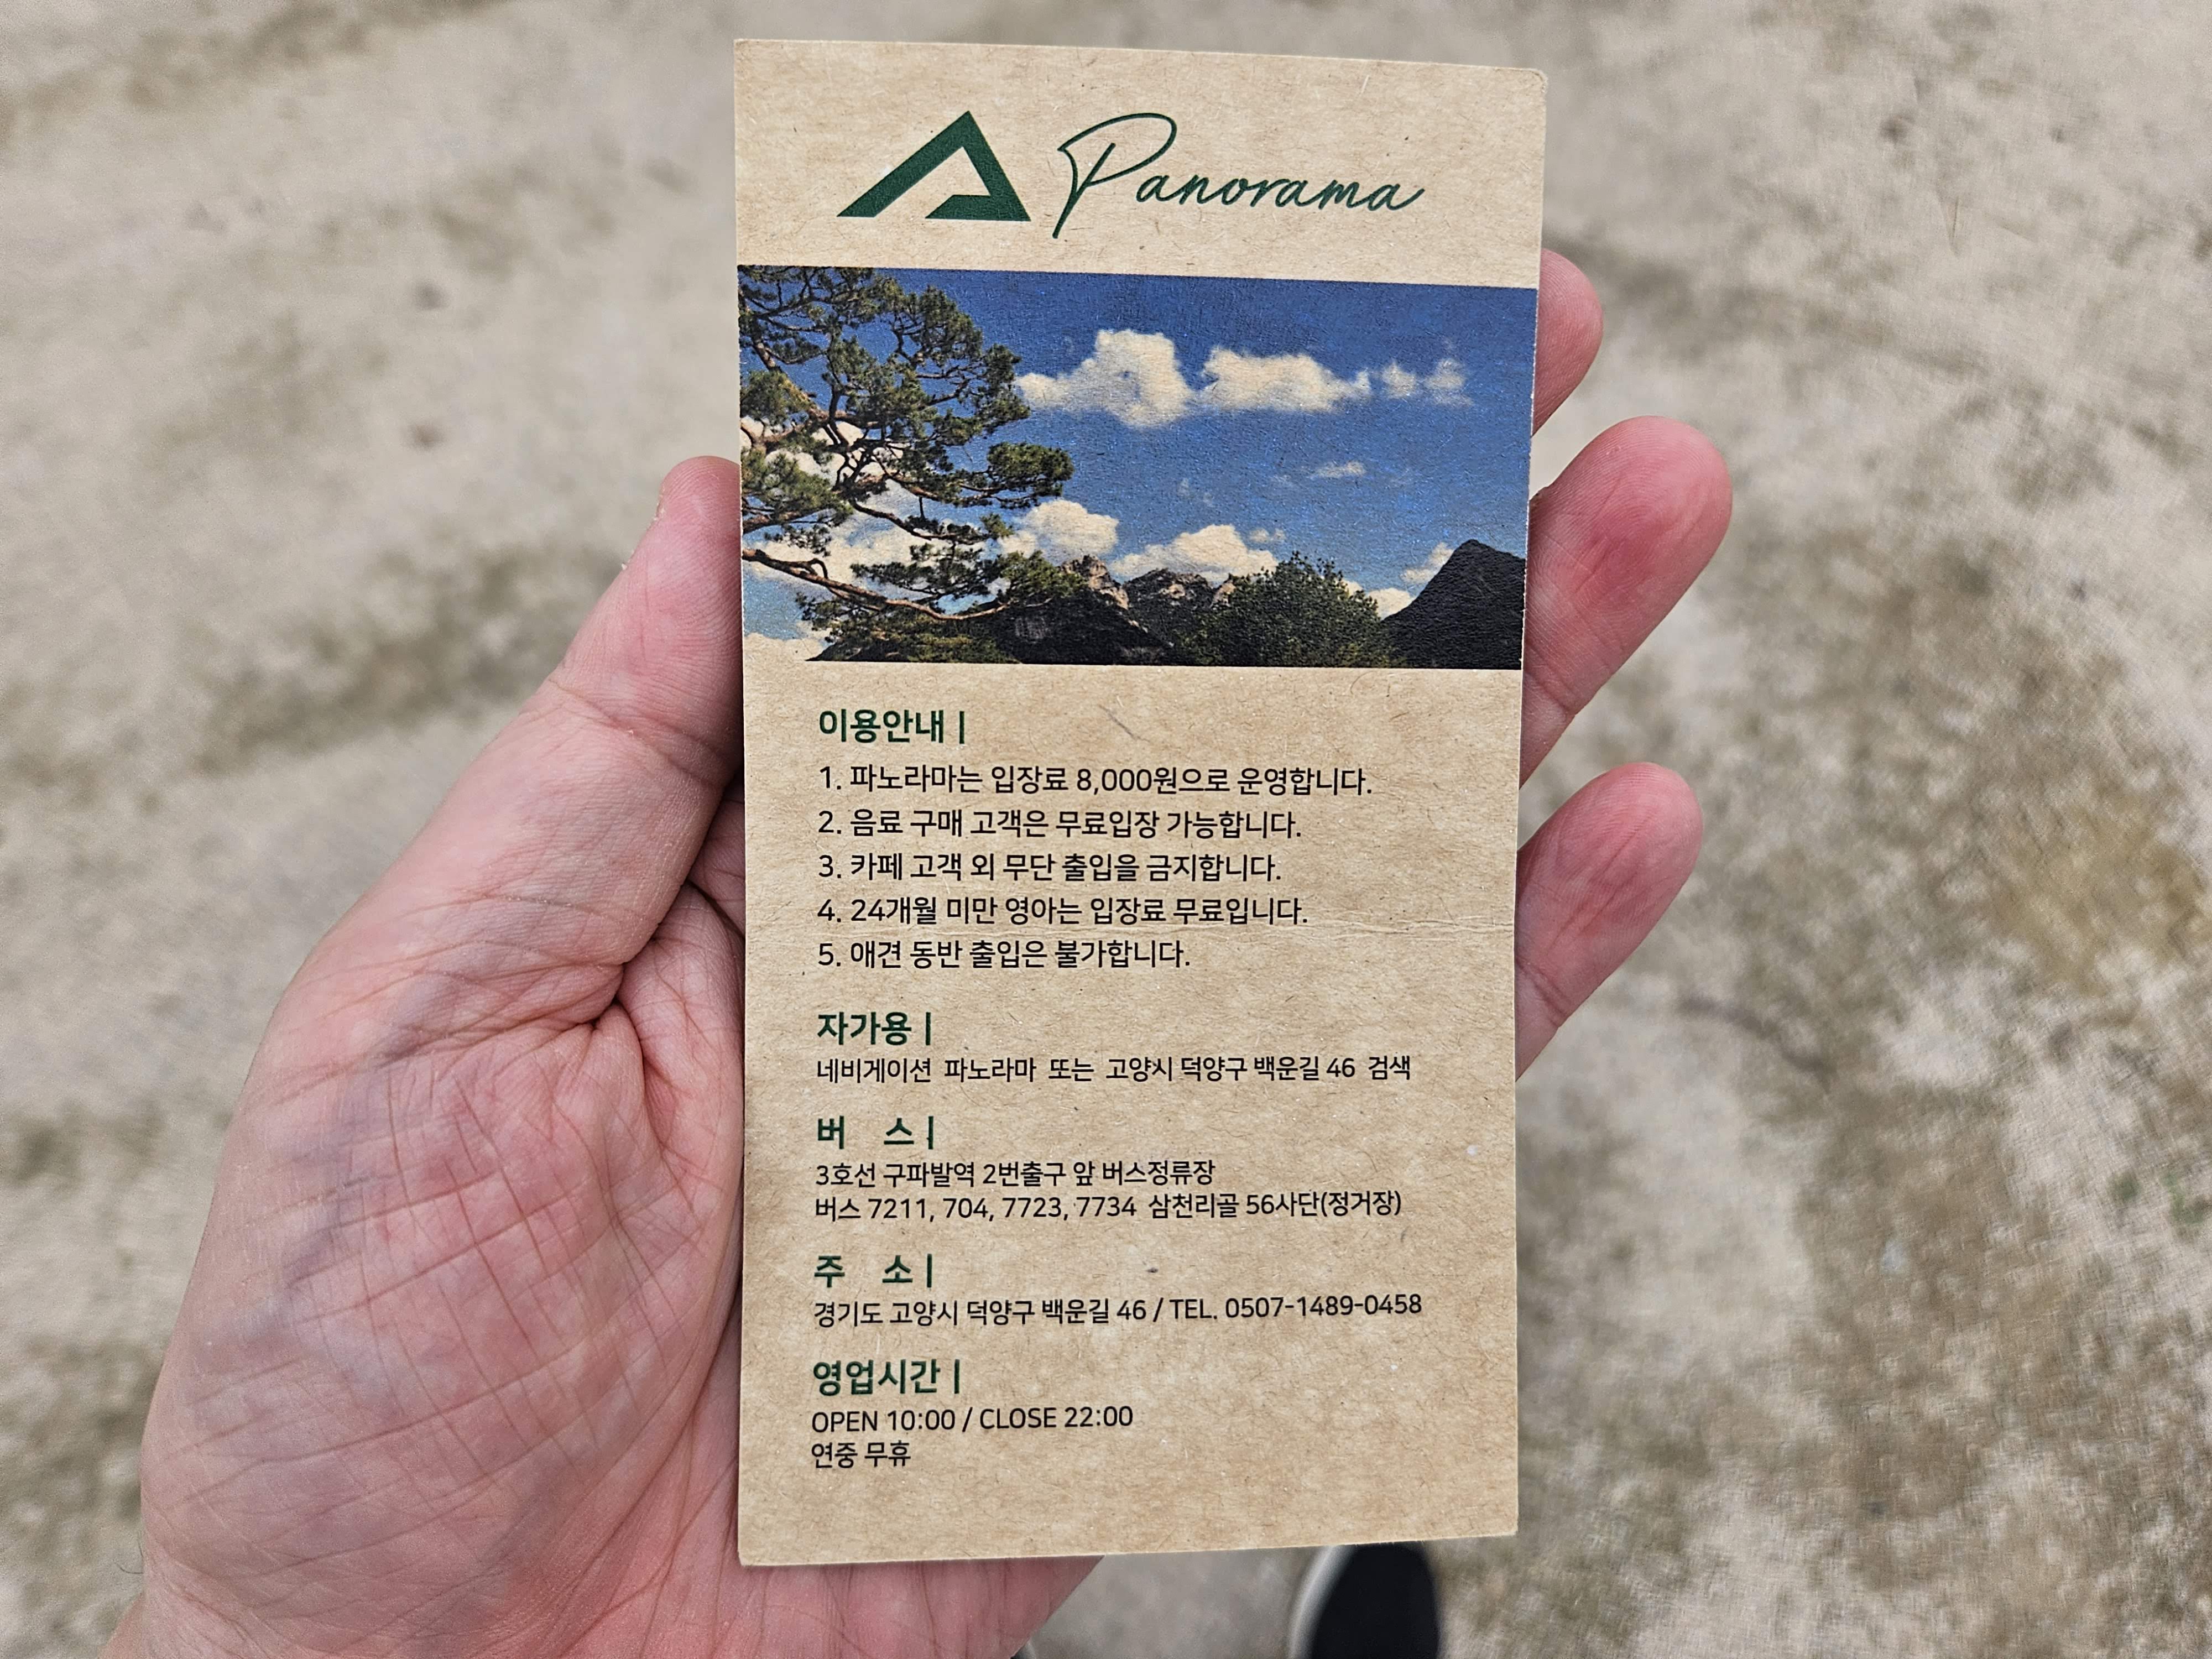 Panorama
이용안내 |
1. 파노라마는 입장료 8,000원으로 운영합니다.
2. 음료 구매 고객은 무료입장 가능합니다.
3. 카페 고객 외 무단 출입을 금지합니다.
4. 24개월 미만 영아는 입장료 무료입니다.
5. 애견 동반 출입은 불가합니다.
자가용 |
네비게이션 파노라마 또는 고양시 덕양구 백운길 46 검색
버 스 |
3호선 구파발역 2번출구 앞 버스정류장
버스 7211, 704, 7723, 7734 삼천리골 56사단(정거장)
주 소 |
경기도 고양시 덕양구 백운길 46 / TEL. 0507-1489-0458
영업시간 |
OPEN 10:00 / CLOSE 22:00
연중 무휴